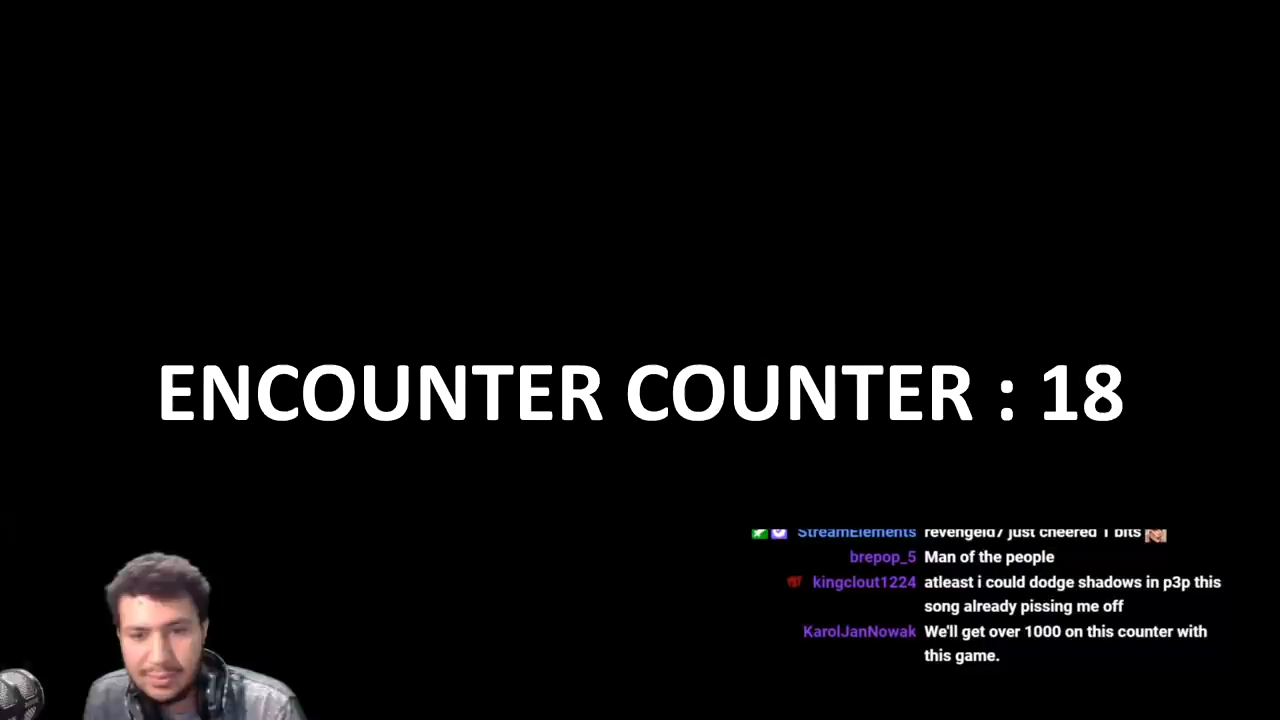 ENCOUNTER COUNTER : 18
StreamElements revengeld7 just cheered 1 bits
brepop_5 Man of the people
kingclout1224 atleast i could dodge shadows in p3p this
song already pissing me off
KarolJanNowak We'll get over 1000 on this counter with
this game.